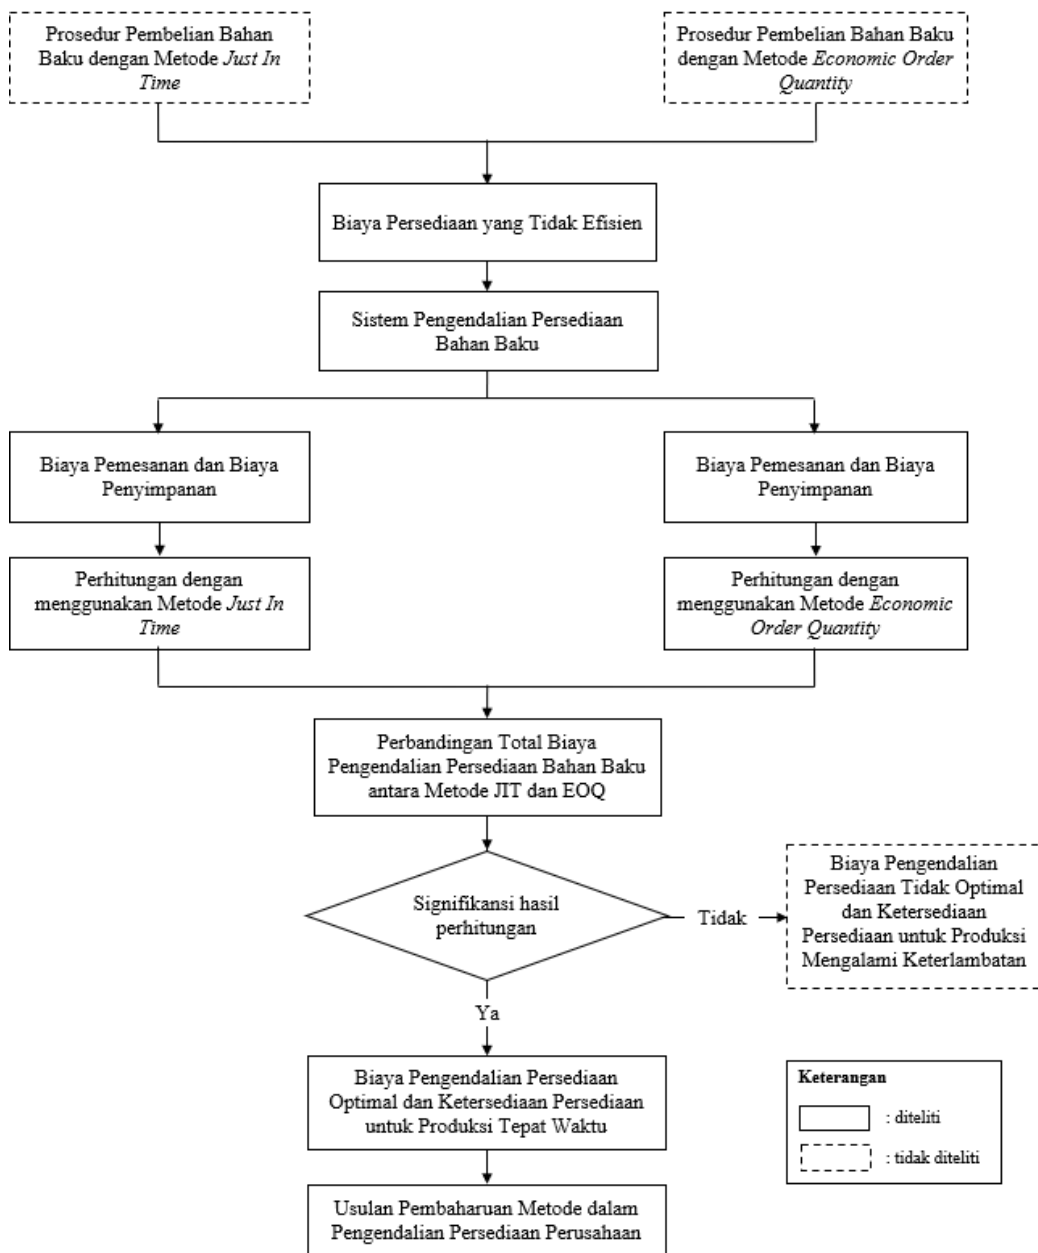 Prosedur Pembelian Bahan
Baku dengan Metode Just In
Time
Prosedur Pembelian Bahan Baku
dengan Metode Economic Order
Quantity
Biaya Persediaan yang Tidak Efisien
Sistem Pengendalian Persediaan
Bahan Baku
Biaya Pemesanan dan Biaya
Penyimpanan
Biaya Pemesanan dan Biaya
Penyimpanan
Perhitungan dengan
menggunakan Metode Just In
Time
Perhitungan dengan
menggunakan Metode Economic
Order Quantity
Perbandingan Total Biaya
Pengendalian Persediaan Bahan Baku
antara Metode JIT dan EOQ
Signifikansi hasil
perhitungan
Tidak
Biaya Pengendalian
Persediaan Tidak Optimal
dan Ketersediaan
Persediaan untuk Produksi
Mengalami Keterlambatan
Ya
Biaya Pengendalian Persediaan
Optimal dan Ketersediaan Persediaan
untuk Produksi Tepat Waktu
Keterangan
: diteliti
: tidak diteliti
Usulan Pembaharuan Metode dalam
Pengendalian Persediaan Perusahaan